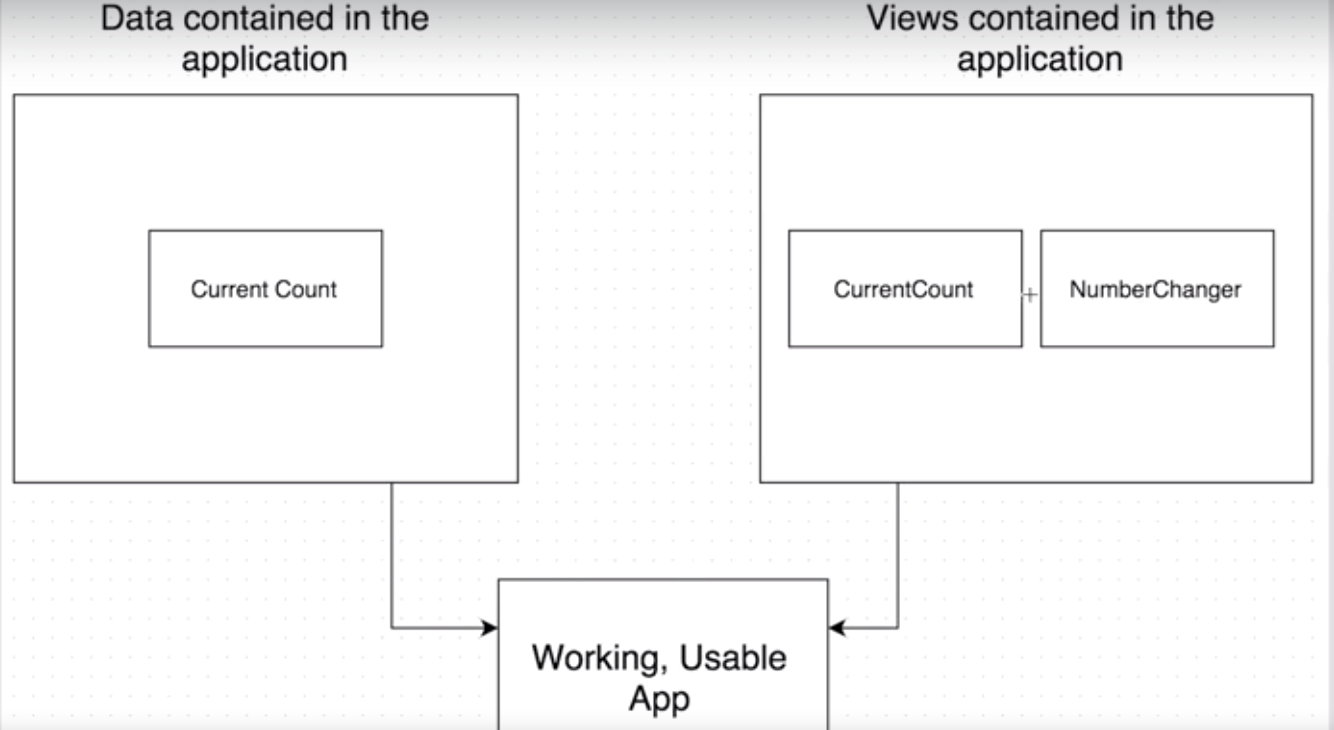 Data contained in the
application
Views contained in the
application
Current Count
CurrentCount
NumberChanger
Working, Usable
App